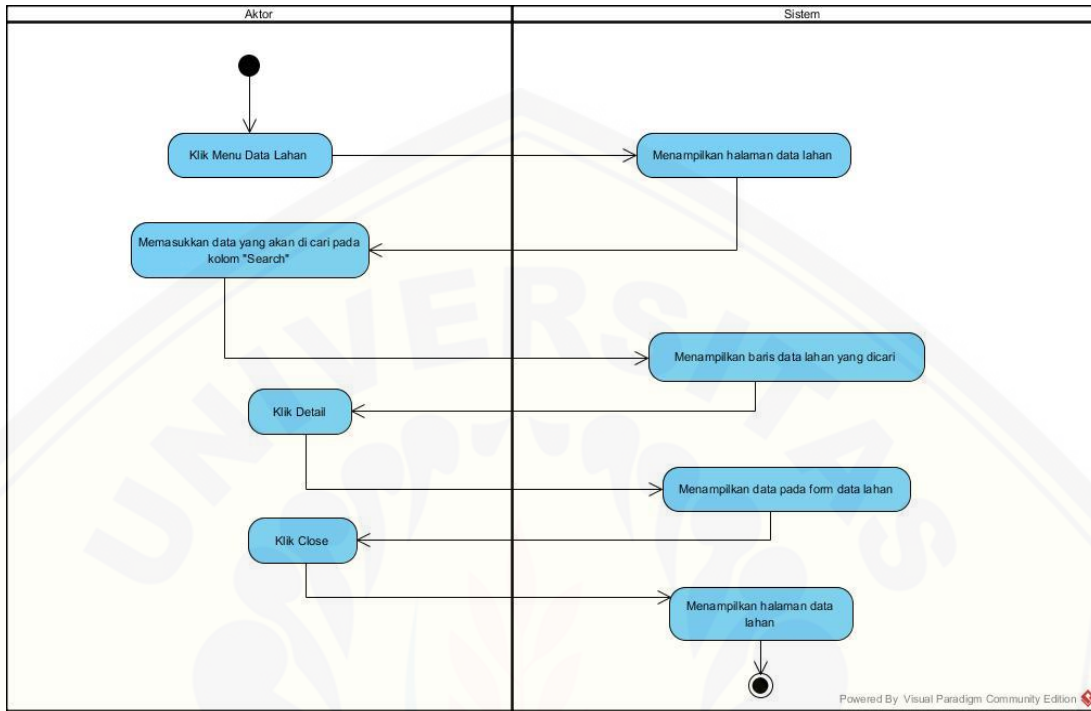 Aktor
Sistem
Klik Menu Data Lahan
Menampilkan halaman data lahan
Memasukkan data yang akan di cari pada
kolom "Search"
Menampilkan baris data lahan yang dicari
Klik Detail
Menampilkan data pada form data lahan
Klik Close
Menampilkan halaman data
lahan
UNIVERSITAS
Powered By Visual Paradigm Community Edition